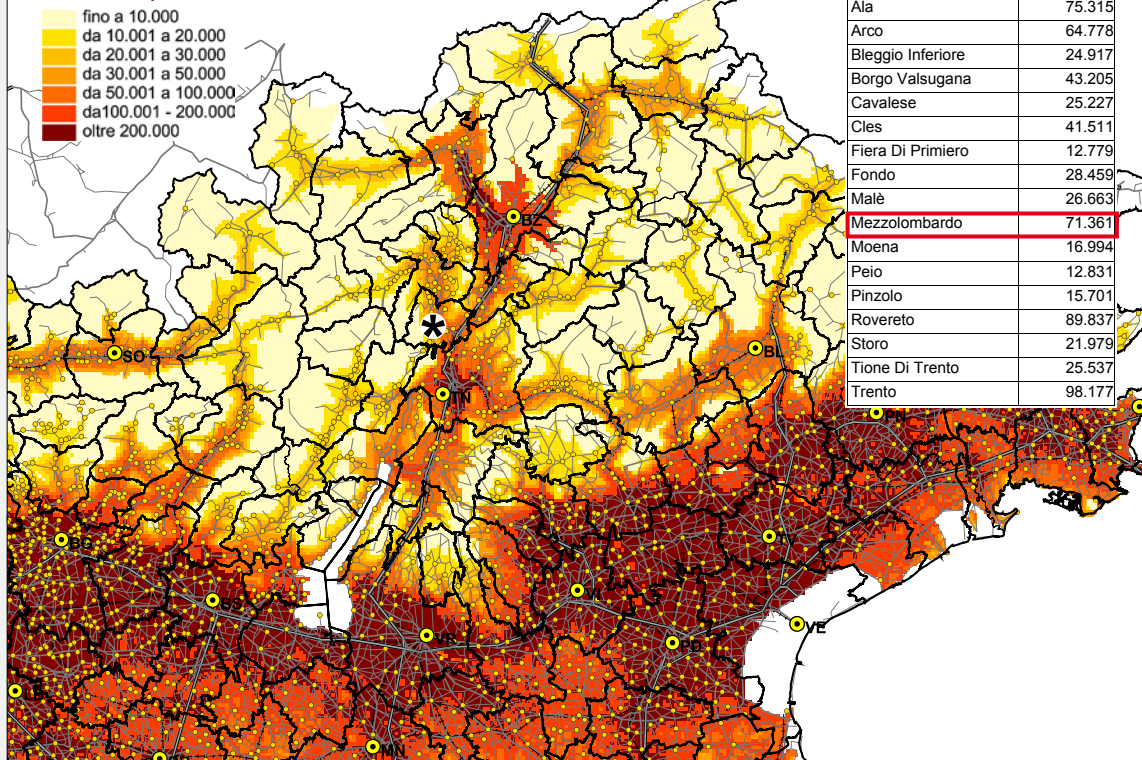 fino a 10.000
da 10.001 a 20.000
da 20.001 a 30.000
da 30.001 a 50.000
da 50.001 a 100.000
da100.001 - 200.000
oltre 200.000
Ala 75.315
Arco 64.778
Bleggio Inferiore 24.917
Borgo Valsugana 43.205
Cavalese 25.227
Cles 41.511
Fiera Di Primiero 12.779
Fondo 28.459
Malè 26.663
Mezzolombardo 71.361
Moena 16.994
Peio 12.831
Pinzolo 15.701
Rovereto 89.837
Storo 21.979
Tione Di Trento 25.537
Trento 98.177
BZ
*
SO
BL
TN
PN
BG
TV
BS
VI
VR
PD
VE
MN